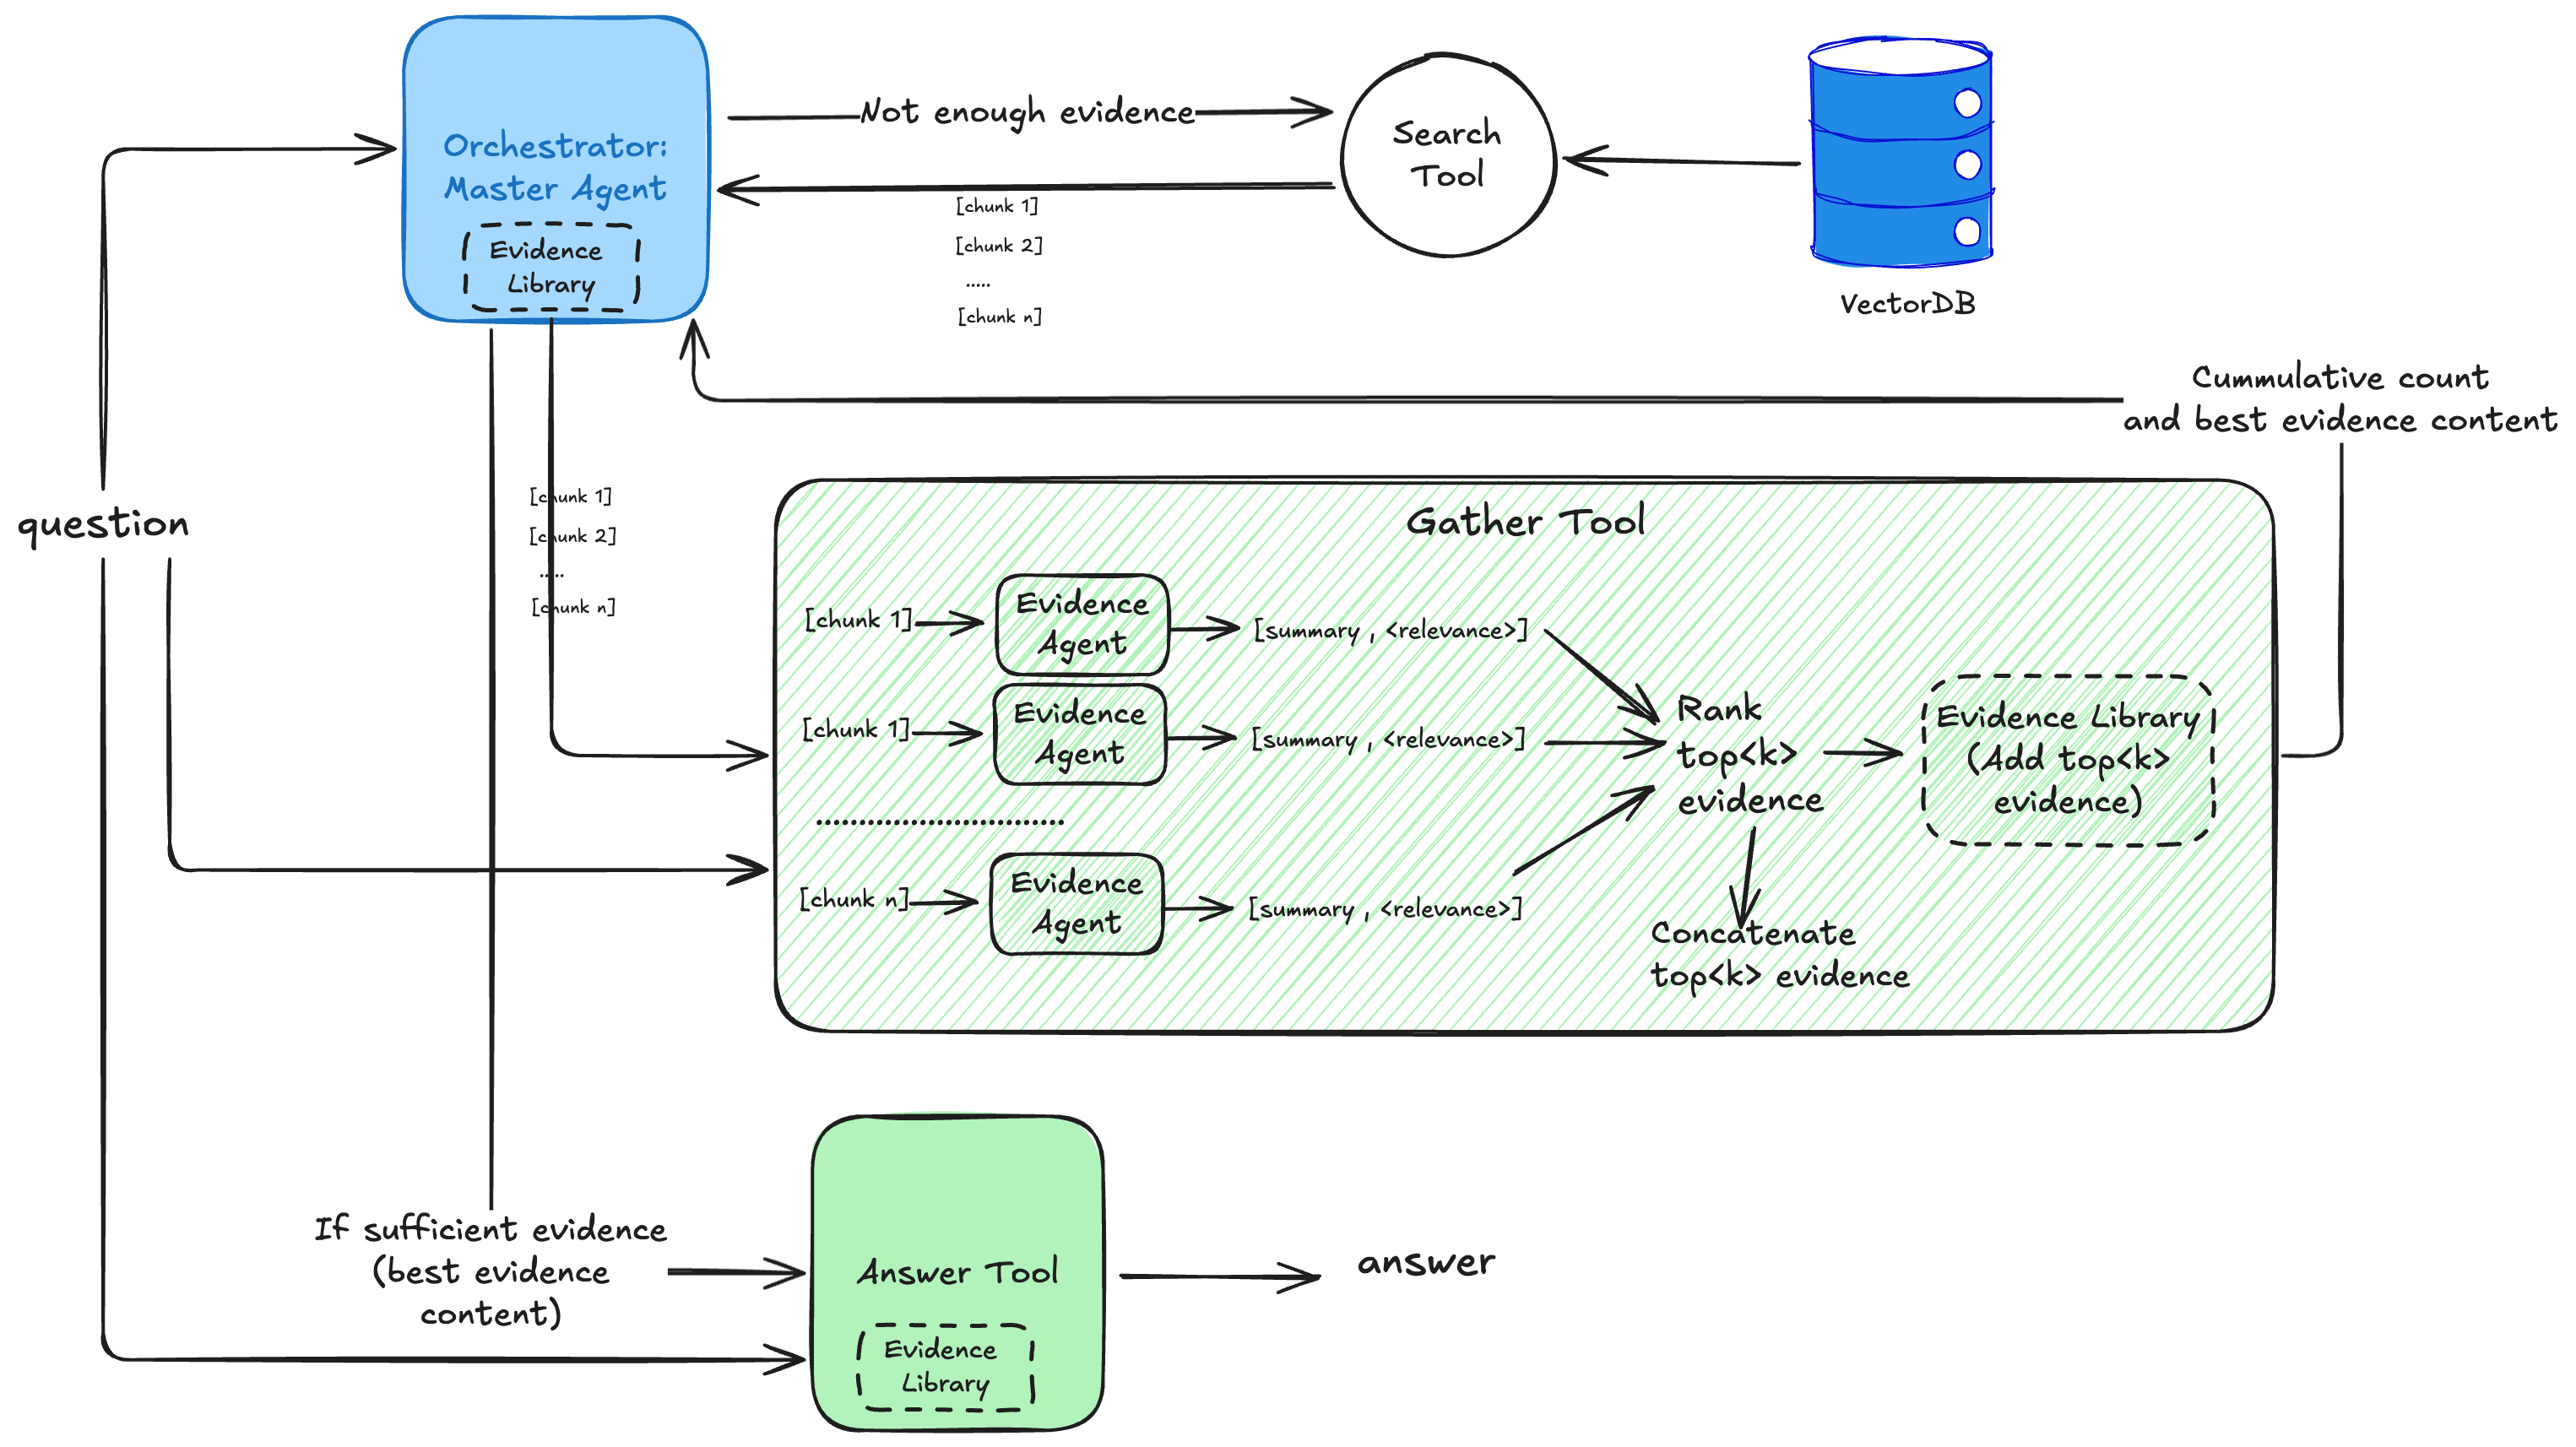 Orchestrator:
Master Agent
Evidence
Library
Not enough evidence
Search
Tool
VectorDB
[chunk 1]
[chunk 2]
.....
[chunk n]
Cummulative count
and best evidence content
question
[chunk 1]
[chunk 2]
.....
[chunk n]
Gather Tool
[chunk 1]
Evidence
Agent
[summary , <relevance>]
[chunk 1]
Evidence
Agent
[summary , <relevance>]
.............................
[chunk n]
Evidence
Agent
[summary , <relevance>]
Rank
top<k>
evidence
Evidence Library
(Add top<k>
evidence)
Concatenate
top<k> evidence
If sufficient evidence
(best evidence
content)
Answer Tool
Evidence
Library
answer